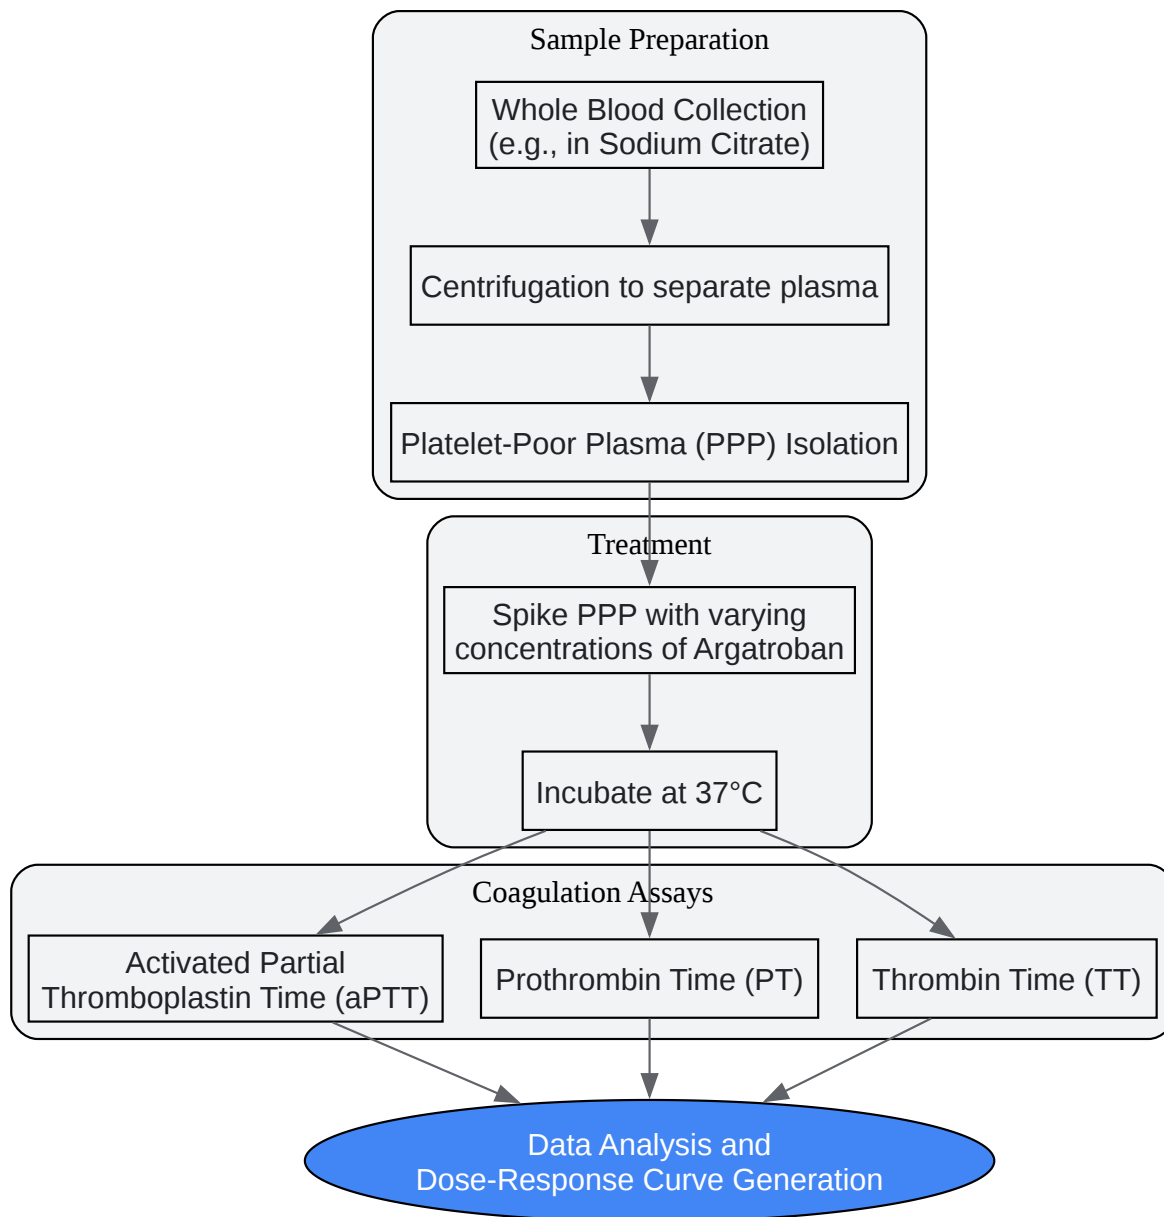 Sample Preparation
Whole Blood Collection
(e.g., in Sodium Citrate)
Centrifugation to separate plasma
Platelet-Poor Plasma (PPP) Isolation
Treatment
Spike PPP with varying
concentrations of Argatroban
Incubate at 37°C
Coagulation Assays
Activated Partial
Thromboplastin Time (aPTT)
Prothrombin Time (PT)
Thrombin Time (TT)
Data Analysis and
Dose-Response Curve Generation